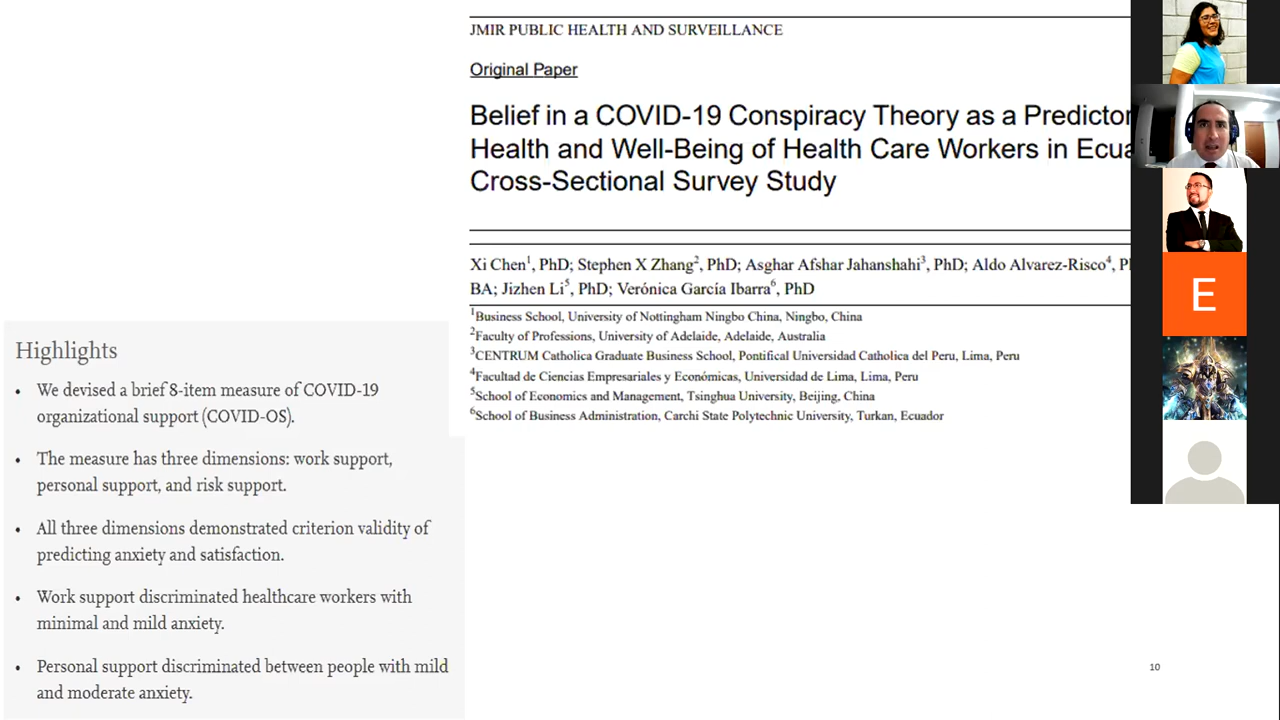 JMIR PUBLIC HEALTH AND SURVEILLANCE
Original Paper
Belief in a COVID-19 Conspiracy Theory as a Predictor
Health and Well-Being of Health Care Workers in Ecua
Cross-Sectional Survey Study
Xi Chen1, PhD; Stephen X Zhang2, PhD; Asghar Afshar Jahanshahi3, PhD; Aldo Alvarez-Risco4, P
BA; Jizhen Li5, PhD; Verónica García Ibarra6, PhD
1Business School, University of Nottingham Ningbo China, Ningbo, China
2Faculty of Professions, University of Adelaide, Adelaide, Australia
3CENTRUM Catholica Graduate Business School, Pontifical Universidad Catholica del Peru, Lima, Peru
4Facultad de Ciencias Empresariales y Económicas, Universidad de Lima, Lima, Peru
5School of Economics and Management, Tsinghua University, Beijing, China
6School of Business Administration, Carchi State Polytechnic University, Turkan, Ecuador
Highlights
• We devised a brief 8-item measure of COVID-19
organizational support (COVID-OS).
• The measure has three dimensions: work support,
personal support, and risk support.
• All three dimensions demonstrated criterion validity of
predicting anxiety and satisfaction.
• Work support discriminated healthcare workers with
minimal and mild anxiety.
• Personal support discriminated between people with mild
and moderate anxiety.
E
10